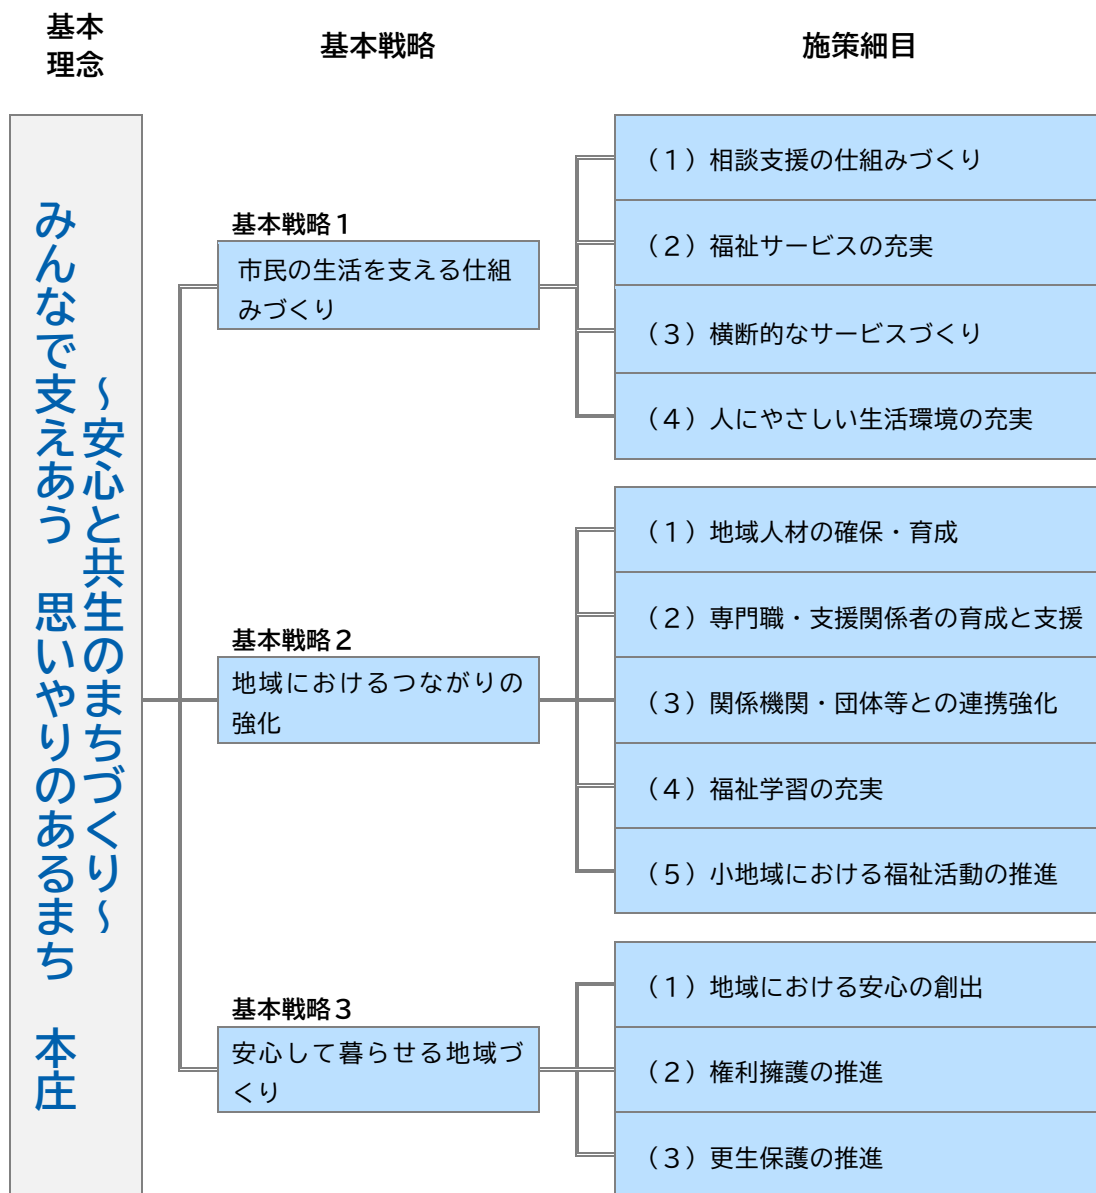 基本
理念
基本戦略
施策細目
みんなで支えあう　思いやりのあるまち　本庄
～安心と共生のまちづくり～
基本戦略１
市民の生活を支える仕組
みづくり
（１）相談支援の仕組みづくり
（２）福祉サービスの充実
（３）横断的なサービスづくり
（４）人にやさしい生活環境の充実
基本戦略２
地域におけるつながりの
強化
（１）地域人材の確保・育成
（２）専門職・支援関係者の育成と支援
（３）関係機関・団体等との連携強化
（４）福祉学習の充実
（５）小地域における福祉活動の推進
基本戦略３
安心して暮らせる地域づ
くり
（１）地域における安心の創出
（２）権利擁護の推進
（３）更生保護の推進